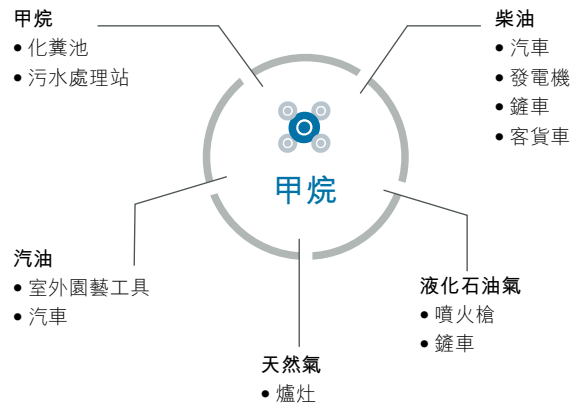 甲烷
• 化糞池
• 污水處理站
柴油
• 汽車
• 發電機
• 鏟車
• 客貨車
甲烷
汽油
• 室外園藝工具
• 汽車
液化石油氣
• 噴火槍
• 鏟車
天然氣
• 爐灶